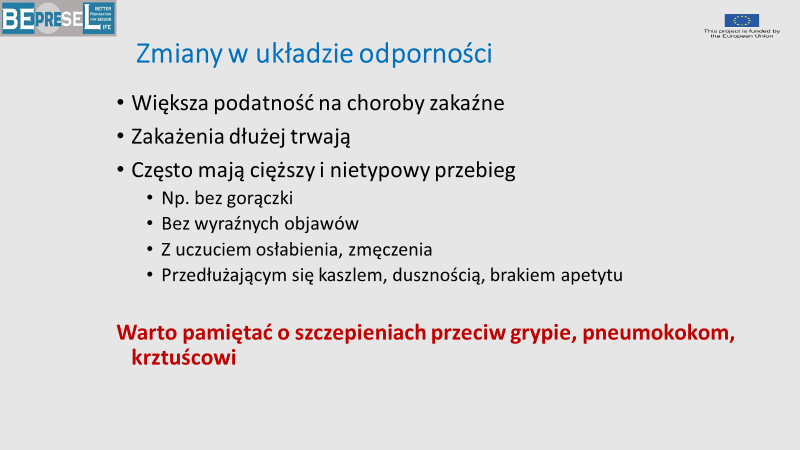 BEPRESEL
BETTER
PREPARATION
FOR SENIOR
LIFE
This project is funded by
the European Union
Zmiany w układzie odporności
• Większa podatność na choroby zakaźne
• Zakażenia dłużej trwają
• Często mają cięższy i nietypowy przebieg
• Np. bez gorączki
• Bez wyraźnych objawów
• Z uczuciem osłabienia, zmęczenia
• Przedłużającym się kaszlem, dusznością, brakiem apetytu
Warto pamiętać o szczepieniach przeciw grypie, pneumokokom,
krztuścowi